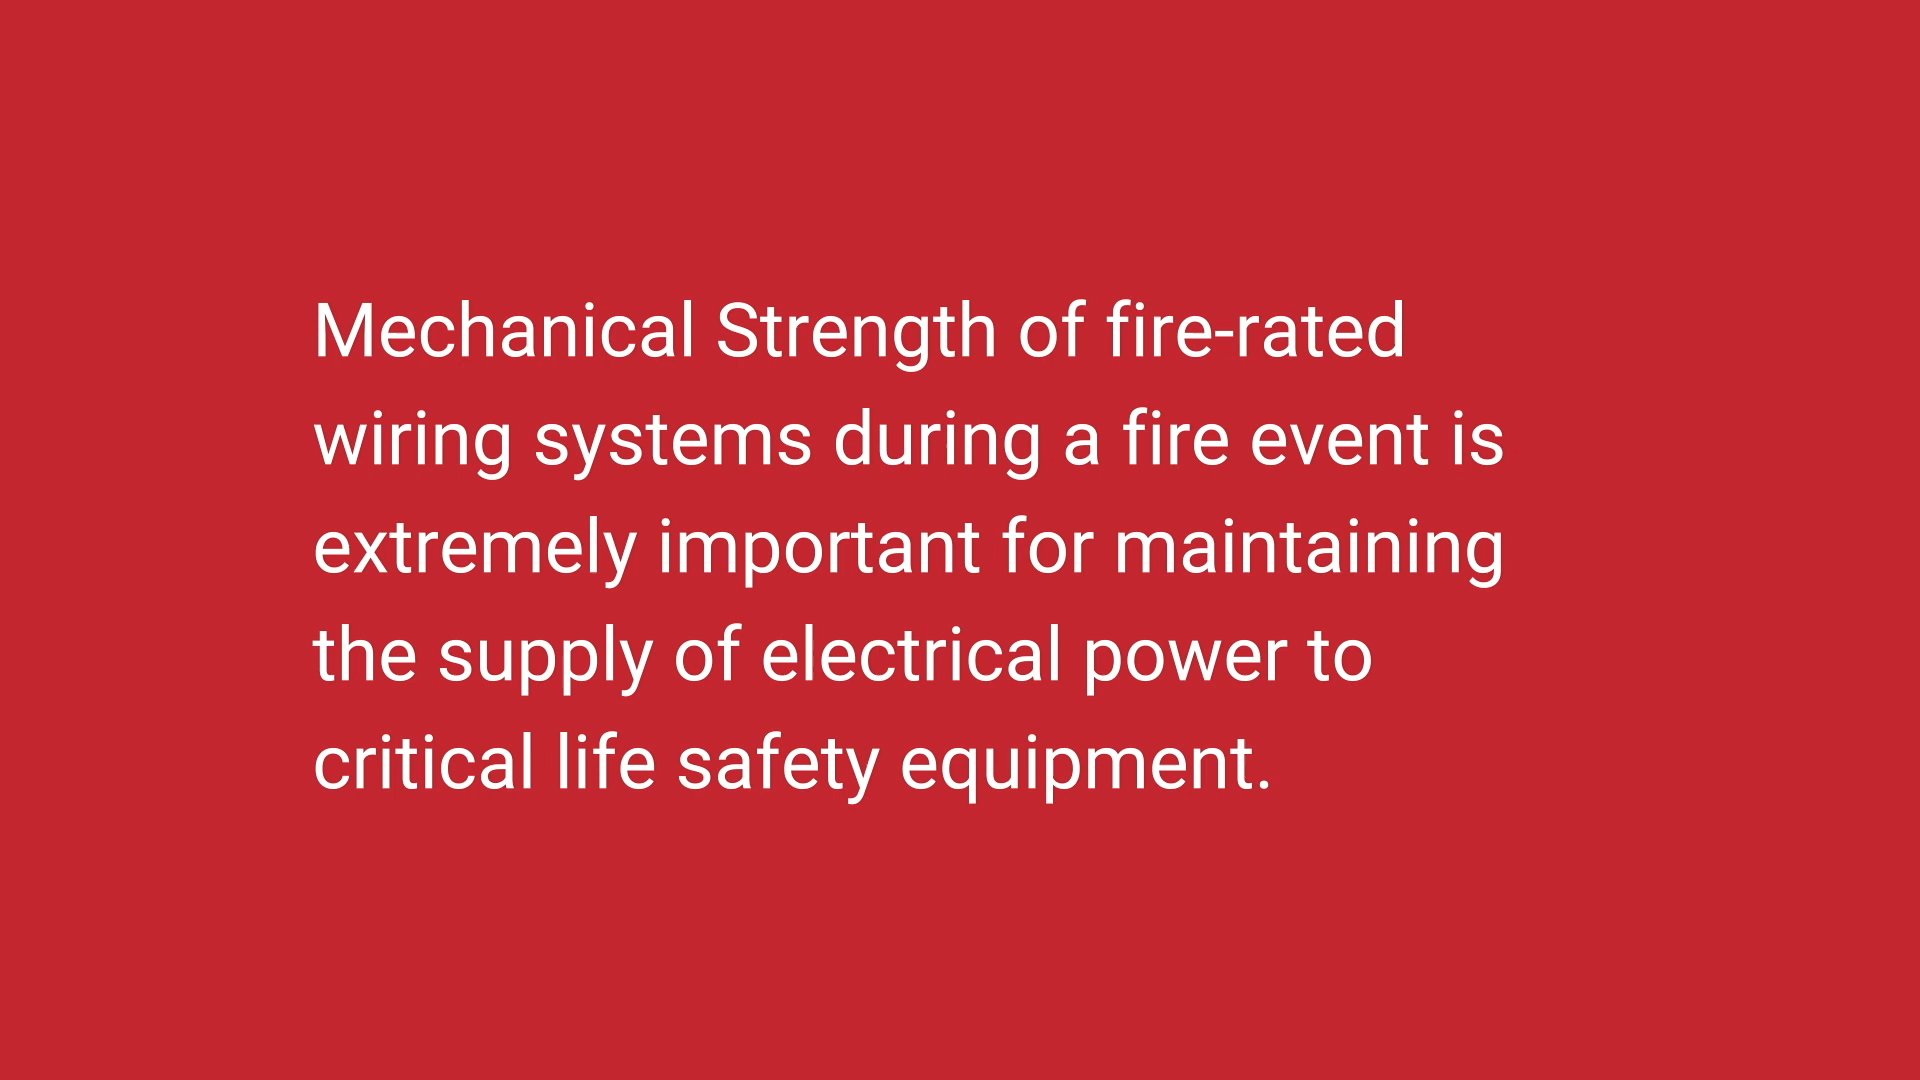 Mechanical Strength of fire-rated
wiring systems during a fire event is
extremely important for maintaining
the supply of electrical power to
critical life safety equipment.